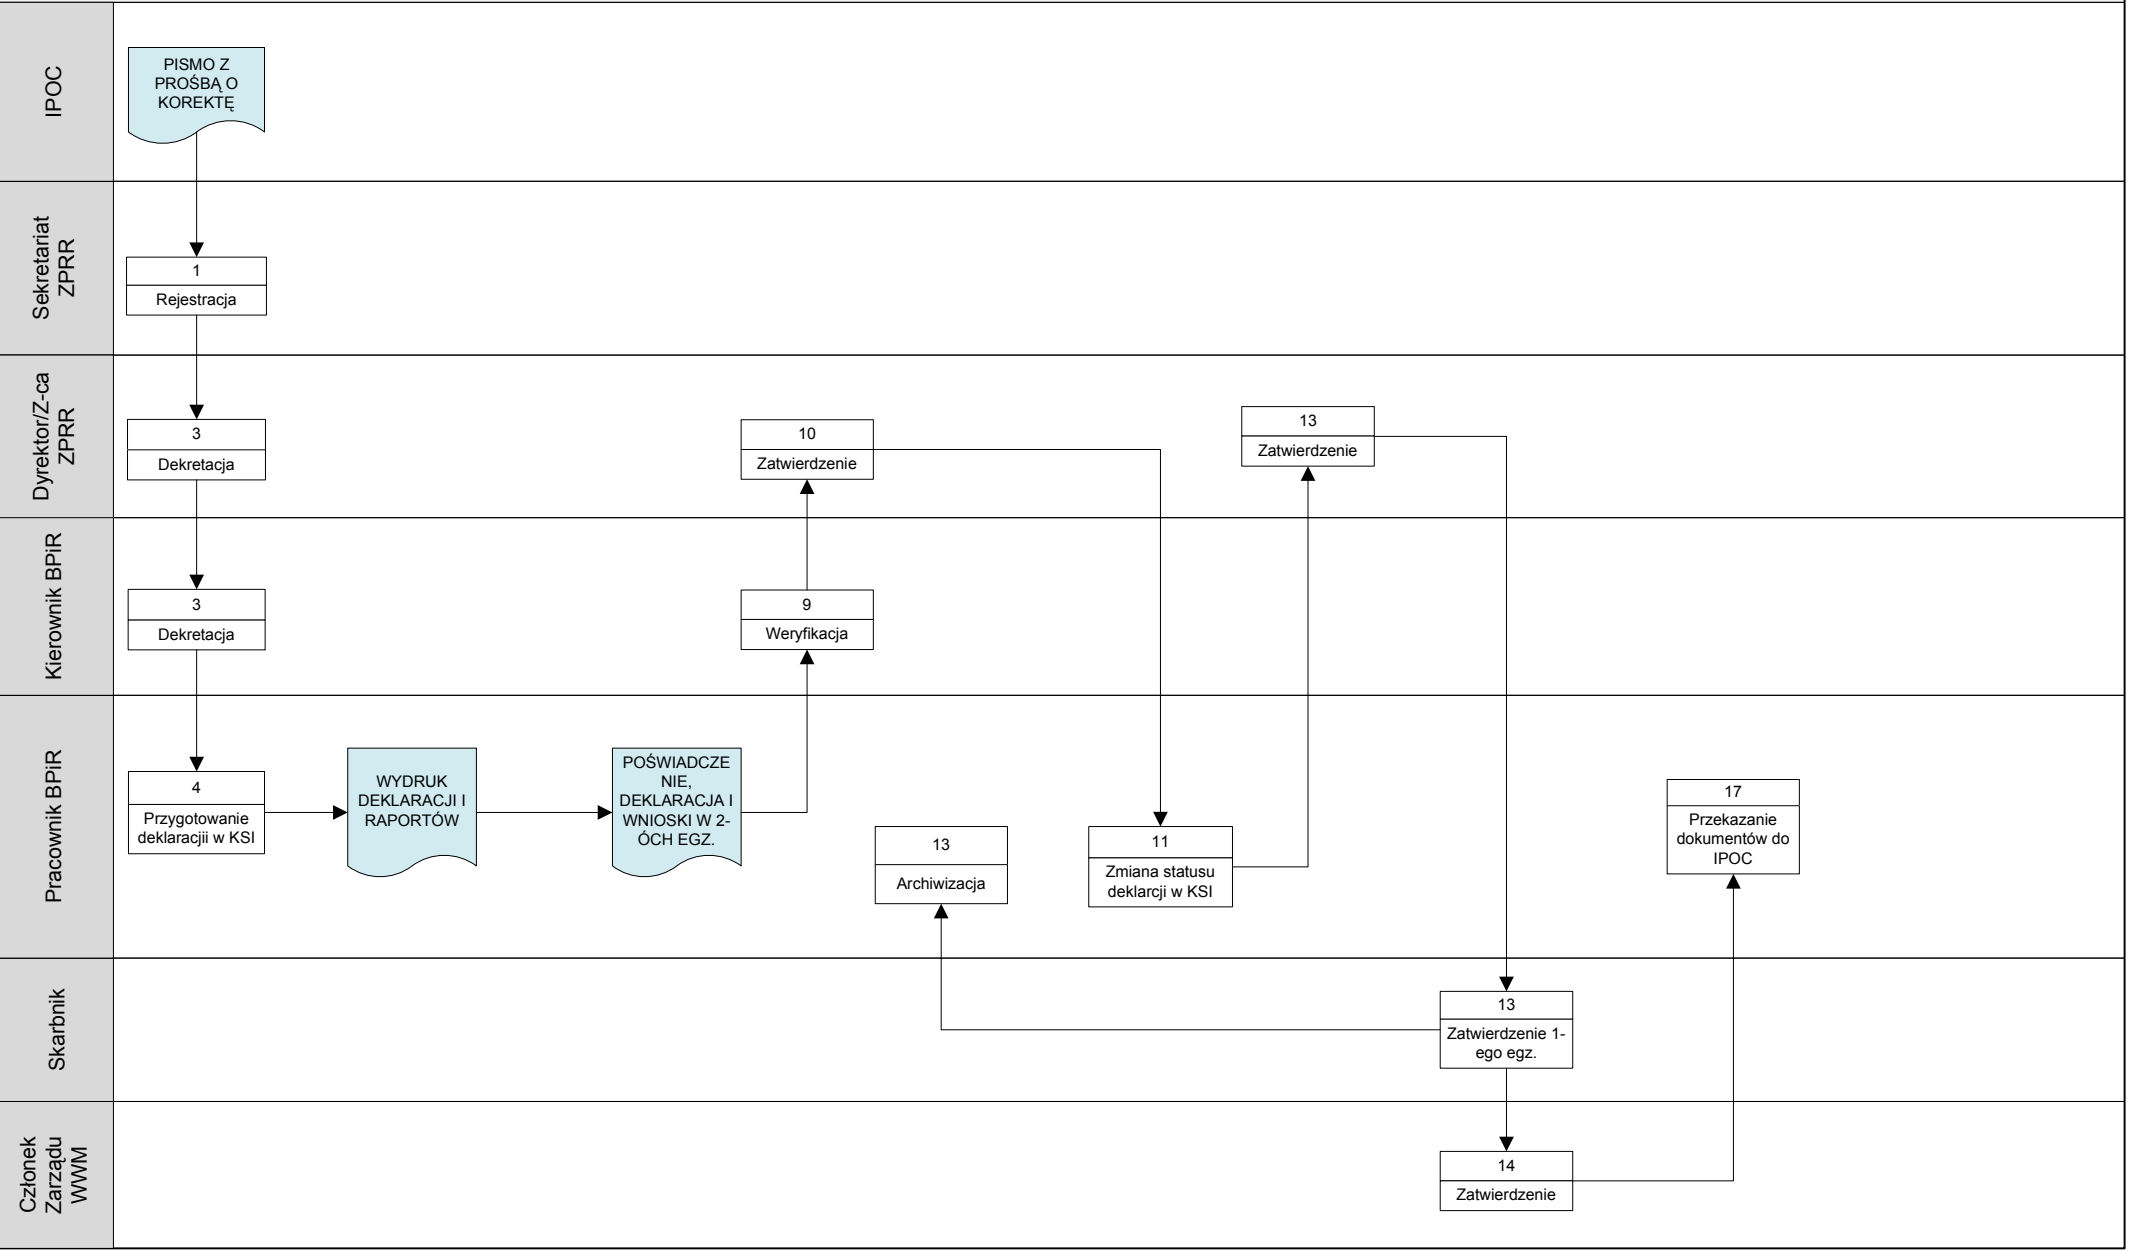 IPOC
PISMO Z
PROŚBĄ O
KOREKTĘ
Sekretariat
ZPRR
1
Rejestracja
Dyrektor/Z-ca
ZPRR
3
Dekretacja
10
Zatwierdzenie
13
Zatwierdzenie
Kierownik BPiR
3
Dekretacja
9
Weryfikacja
Pracownik BPiR
4
Przygotowanie
deklaracjii w KSI
WYDRUK
DEKLARACJI I
RAPORTÓW
POŚWIADCZE
NIE,
DEKLARACJA I
WNIOSKI W 2-
ÓCH EGZ.
13
Archiwizacja
11
Zmiana statusu
deklarcji w KSI
17
Przekazanie
dokumentów do
IPOC
Skarbnik
13
Zatwierdzenie 1-
ego egz.
Członek
Zarządu
WWM
14
Zatwierdzenie